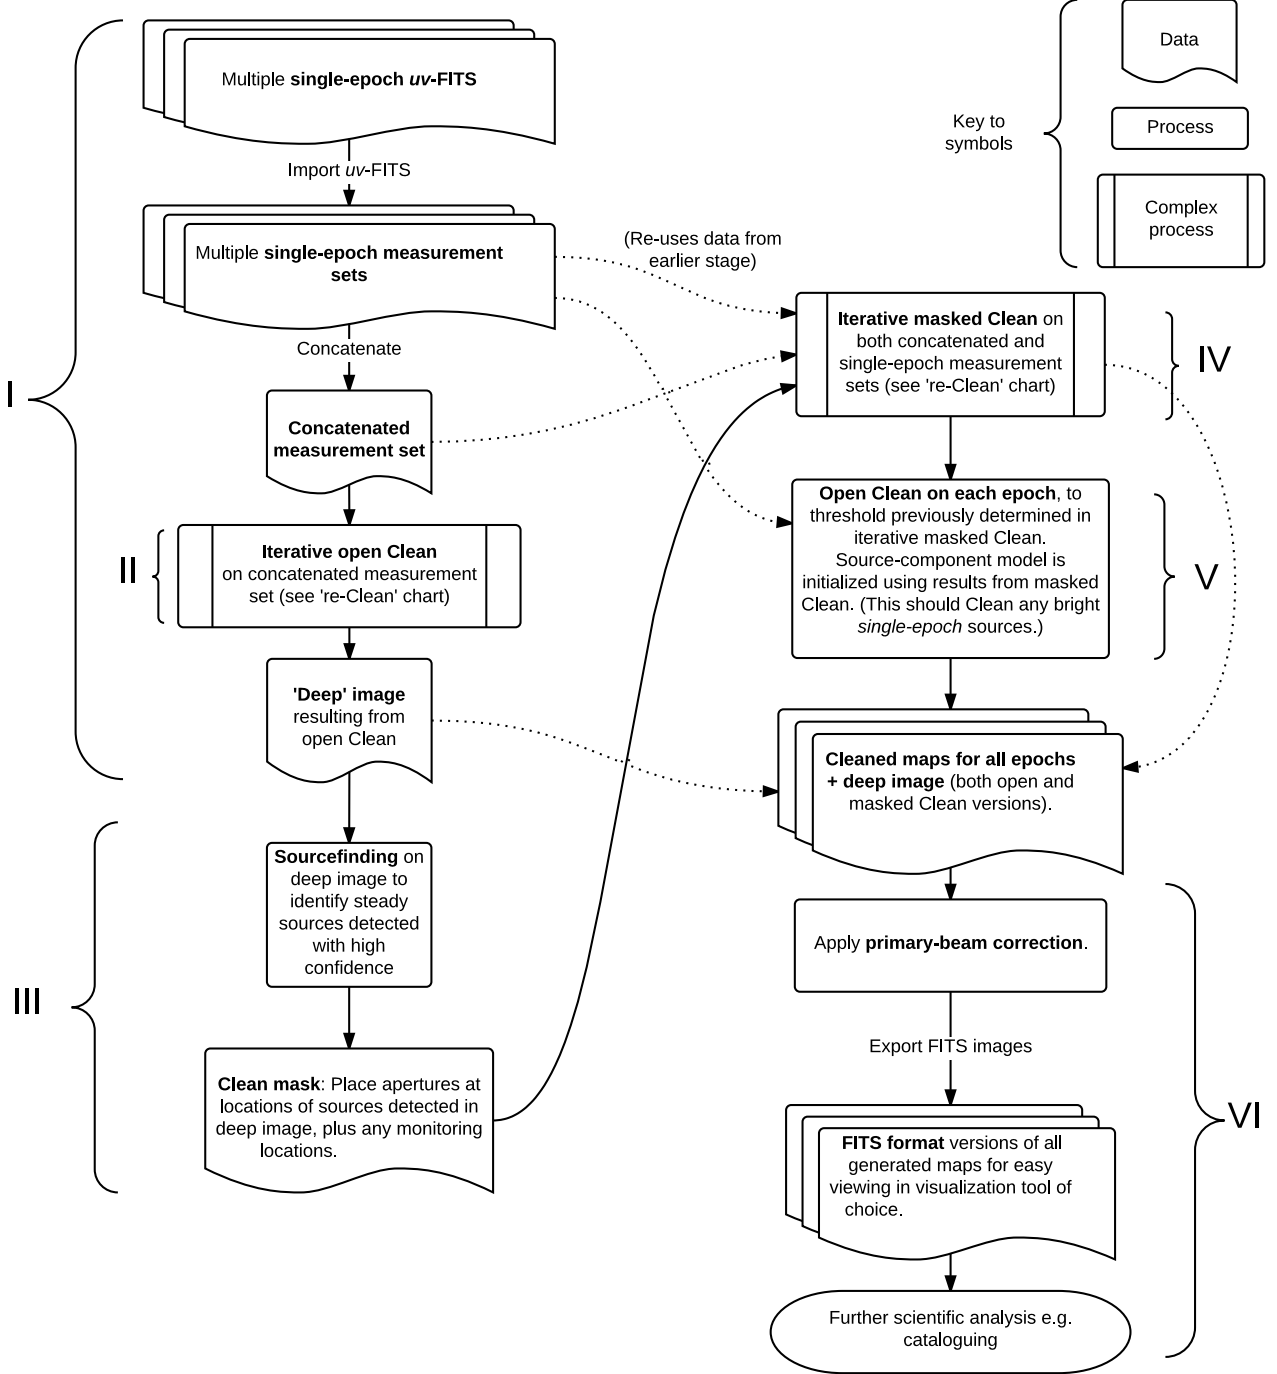 Multiple single-epoch uv-FITS
Import uv-FITS
Multiple single-epoch measurement
sets
Concatenate
Concatenated
measurement set
Iterative open Clean
on concatenated measurement
set (see 're-Clean' chart)
'Deep' image
resulting from
open Clean
I
II
Sourcefinding on
deep image to
identify steady
sources detected
with high
confidence
Clean mask: Place apertures at
locations of sources detected in
deep image, plus any monitoring
locations.
III
(Re-uses data from
earlier stage)
Key to
symbols
Data
Process
Complex
process
Iterative masked Clean on
both concatenated and
single-epoch measurement
sets (see 're-Clean' chart)
IV
Open Clean on each epoch, to
threshold previously determined in
iterative masked Clean.
Source-component model is
initialized using results from masked
Clean. (This should Clean any bright
single-epoch sources.)
V
Cleaned maps for all epochs
+ deep image (both open and
masked Clean versions).
Apply primary-beam correction.
Export FITS images
FITS format versions of all
generated maps for easy
viewing in visualization tool of
choice.
Further scientific analysis e.g.
cataloguing
VI